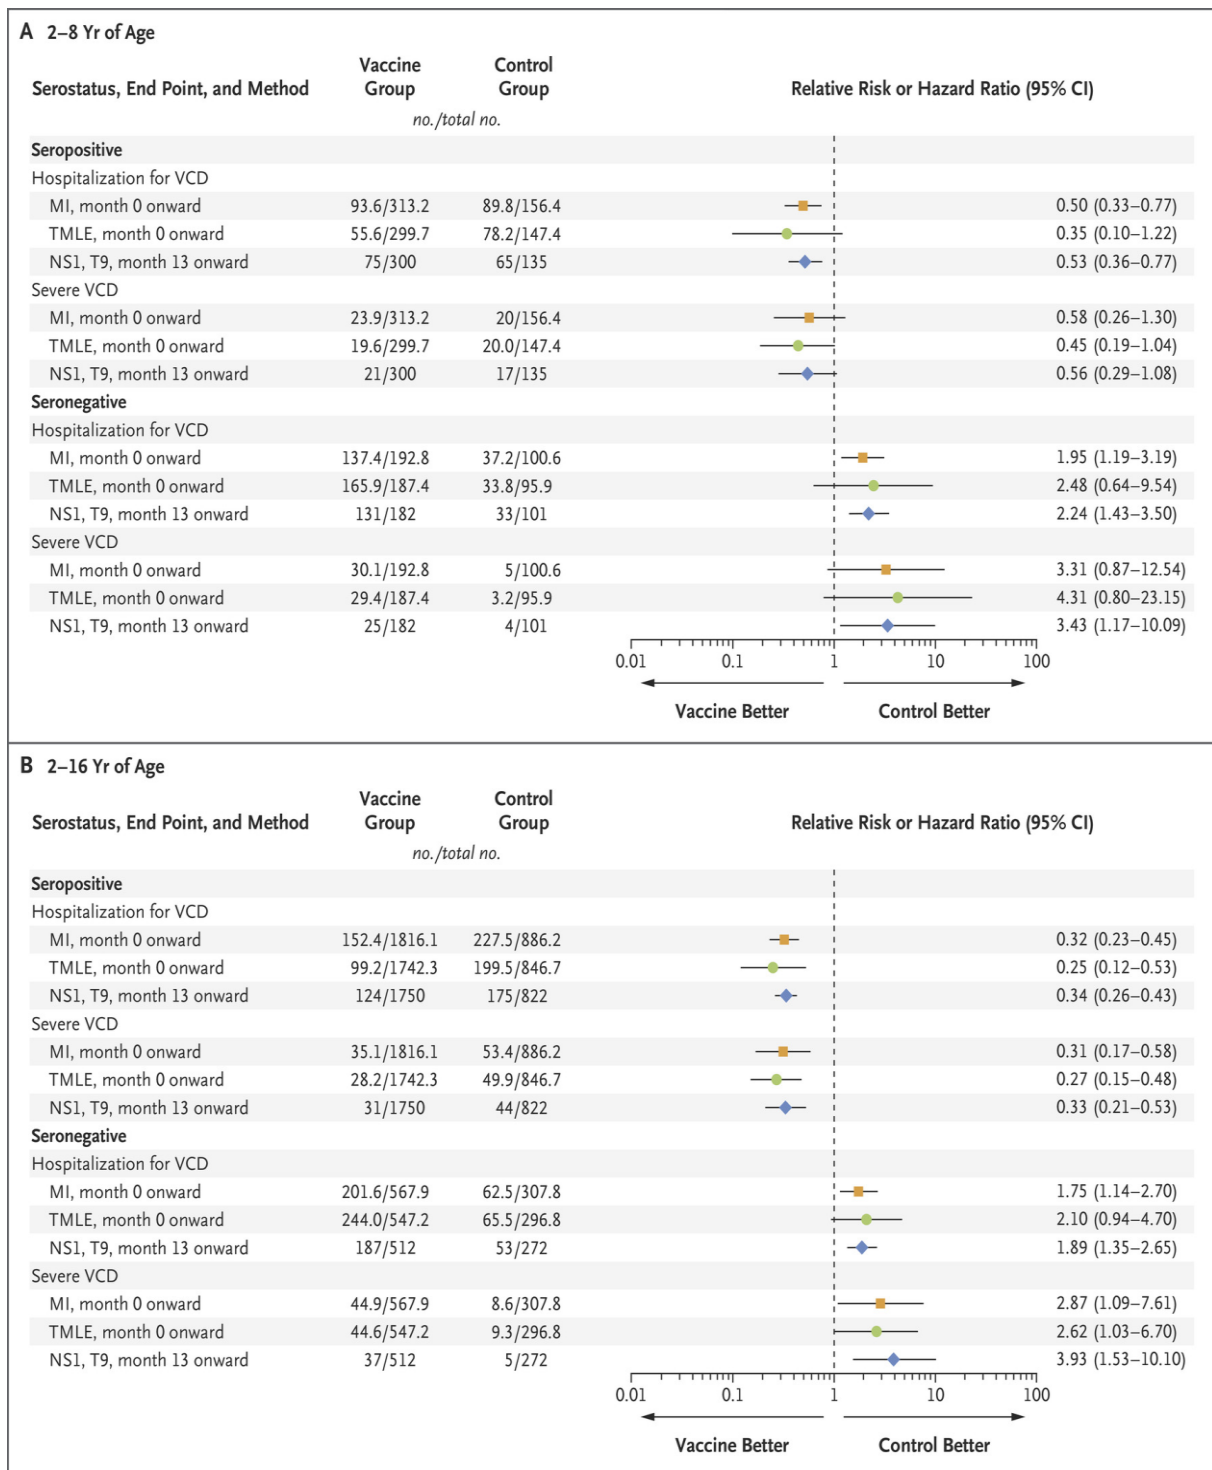 A 2–8 Yr of Age
Serostatus, End Point, and Method Vaccine Group Control Group Relative Risk or Hazard Ratio (95% CI)
no./total no.
Seropositive
Hospitalization for VCD
MI, month 0 onward 93.6/313.2 89.8/156.4 0.50 (0.33–0.77)
TMLE, month 0 onward 55.6/299.7 78.2/147.4 0.35 (0.10–1.22)
NS1, T9, month 13 onward 75/300 65/135 0.53 (0.36–0.77)
Severe VCD
MI, month 0 onward 23.9/313.2 20/156.4 0.58 (0.26–1.30)
TMLE, month 0 onward 19.6/299.7 20.0/147.4 0.45 (0.19–1.04)
NS1, T9, month 13 onward 21/300 17/135 0.56 (0.29–1.08)
Seronegative
Hospitalization for VCD
MI, month 0 onward 137.4/192.8 37.2/100.6 1.95 (1.19–3.19)
TMLE, month 0 onward 165.9/187.4 33.8/95.9 2.48 (0.64–9.54)
NS1, T9, month 13 onward 131/182 33/101 2.24 (1.43–3.50)
Severe VCD
MI, month 0 onward 30.1/192.8 5/100.6 3.31 (0.87–12.54)
TMLE, month 0 onward 29.4/187.4 3.2/95.9 4.31 (0.80–23.15)
NS1, T9, month 13 onward 25/182 4/101 3.43 (1.17–10.09)
0.01 0.1 1 10 100
Vaccine Better Control Better
B 2–16 Yr of Age
Serostatus, End Point, and Method Vaccine Group Control Group Relative Risk or Hazard Ratio (95% CI)
no./total no.
Seropositive
Hospitalization for VCD
MI, month 0 onward 152.4/1816.1 227.5/886.2 0.32 (0.23–0.45)
TMLE, month 0 onward 99.2/1742.3 199.5/846.7 0.25 (0.12–0.53)
NS1, T9, month 13 onward 124/1750 175/822 0.34 (0.26–0.43)
Severe VCD
MI, month 0 onward 35.1/1816.1 53.4/886.2 0.31 (0.17–0.58)
TMLE, month 0 onward 28.2/1742.3 49.9/846.7 0.27 (0.15–0.48)
NS1, T9, month 13 onward 31/1750 44/822 0.33 (0.21–0.53)
Seronegative
Hospitalization for VCD
MI, month 0 onward 201.6/567.9 62.5/307.8 1.75 (1.14–2.70)
TMLE, month 0 onward 244.0/547.2 65.5/296.8 2.10 (0.94–4.70)
NS1, T9, month 13 onward 187/512 53/272 1.89 (1.35–2.65)
Severe VCD
MI, month 0 onward 44.9/567.9 8.6/307.8 2.87 (1.09–7.61)
TMLE, month 0 onward 44.6/547.2 9.3/296.8 2.62 (1.03–6.70)
NS1, T9, month 13 onward 37/512 5/272 3.93 (1.53–10.10)
0.01 0.1 1 10 100
Vaccine Better Control Better